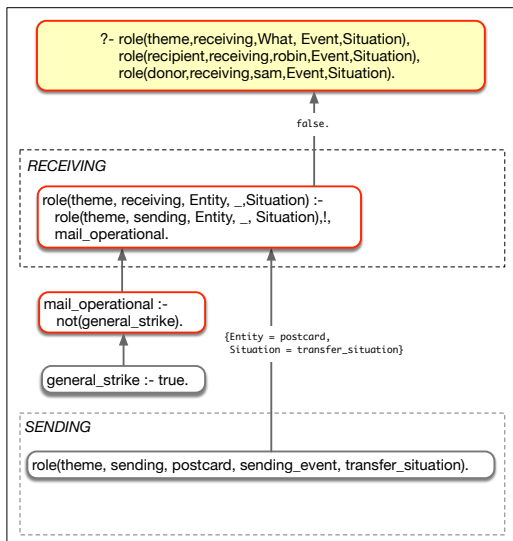 ?- role(theme,receiving,What, Event,Situation),
role(recipient,receiving,robin,Event,Situation),
role(donor,receiving,sam,Event,Situation).
false.
RECEIVING
role(theme, receiving, Entity, _,Situation) :-
role(theme, sending, Entity, _, Situation),!,
mail_operational.
mail_operational :-
not(general_strike).
{Entity = postcard,
Situation = transfer_situation}
general_strike :- true.
SENDING
role(theme, sending, postcard, sending_event, transfer_situation).